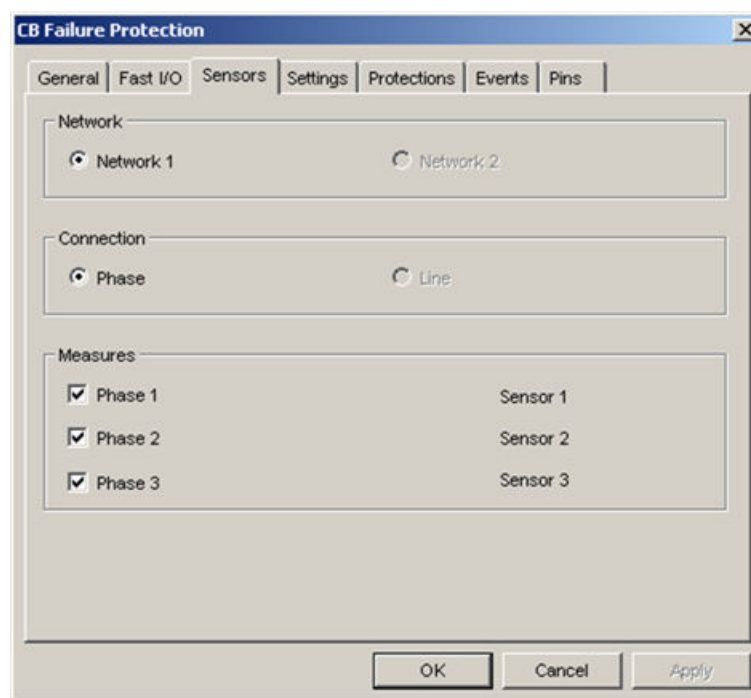 CB Failure Protection
General Fast I/O Sensors Settings Protections Events Pins
Network
Network 1 Network 2
Connection
Phase Line
Measures
Phase 1 Sensor 1
Phase 2 Sensor 2
Phase 3 Sensor 3
OK Cancel Apply